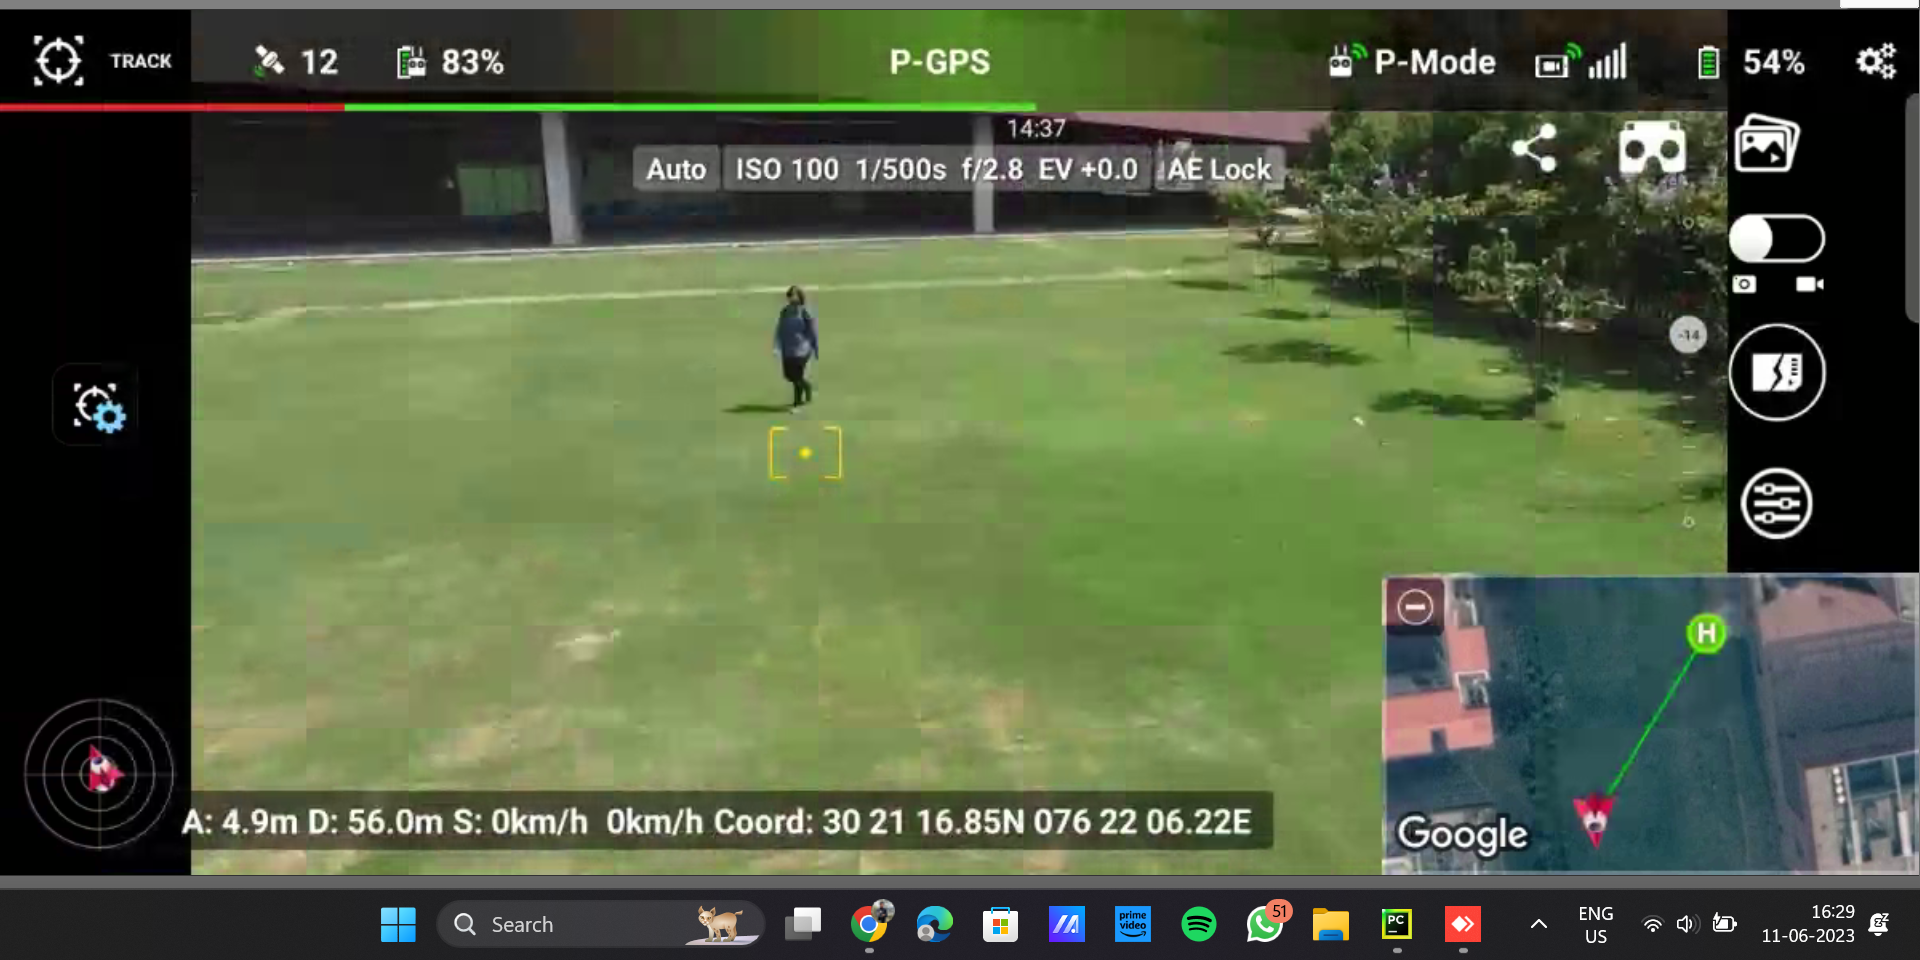 TRACK
12
83%
P-GPS
P-Mode
54%
14:37
Auto
ISO 100 1/500s f/2.8 EV +0.0
AE Lock
-14
H
A: 4.9m D: 56.0m S: 0km/h 0km/h Coord: 30 21 16.85N 076 22 06.22E
Google
Search
prime
video
PC
51
ENG
US
16:29
11-06-2023